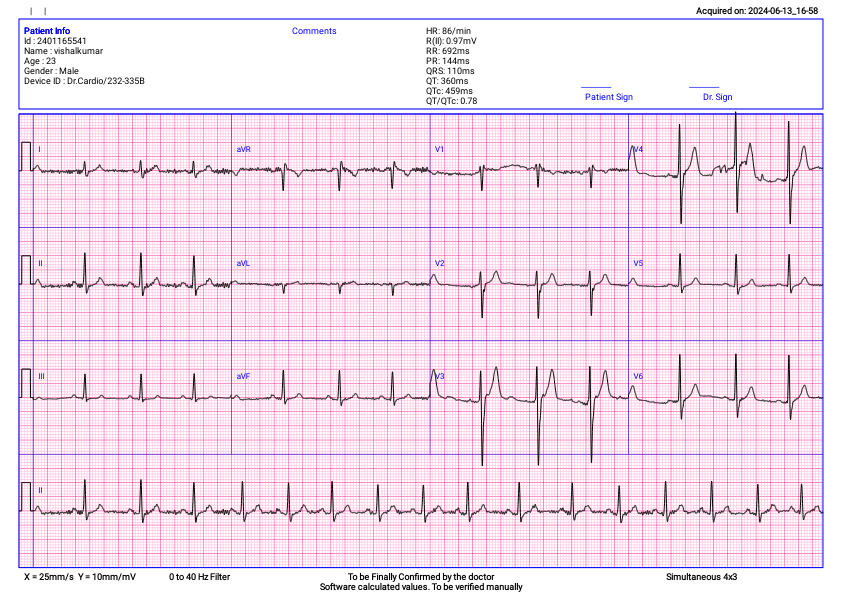 Acquired on: 2024-06-13_16-58
Patient Info
Id : 2401165541
Name : vishalkumar
Age : 23
Gender : Male
Device ID : Dr.Cardio/232-335B
Comments
HR: 86/min
R(II): 0.97mV
RR: 692ms
PR: 144ms
QRS: 110ms
QT: 360ms
QTc: 459ms
QT/QTc: 0.78
Patient Sign
Dr. Sign
I
aVR
V1
V4
II
aVL
V2
V5
III
aVF
V3
V6
II
X = 25mm/s Y = 10mm/mV
0 to 40 Hz Filter
To be Finally Confirmed by the doctor
Simultaneous 4x3
Software calculated values. To be verified manually